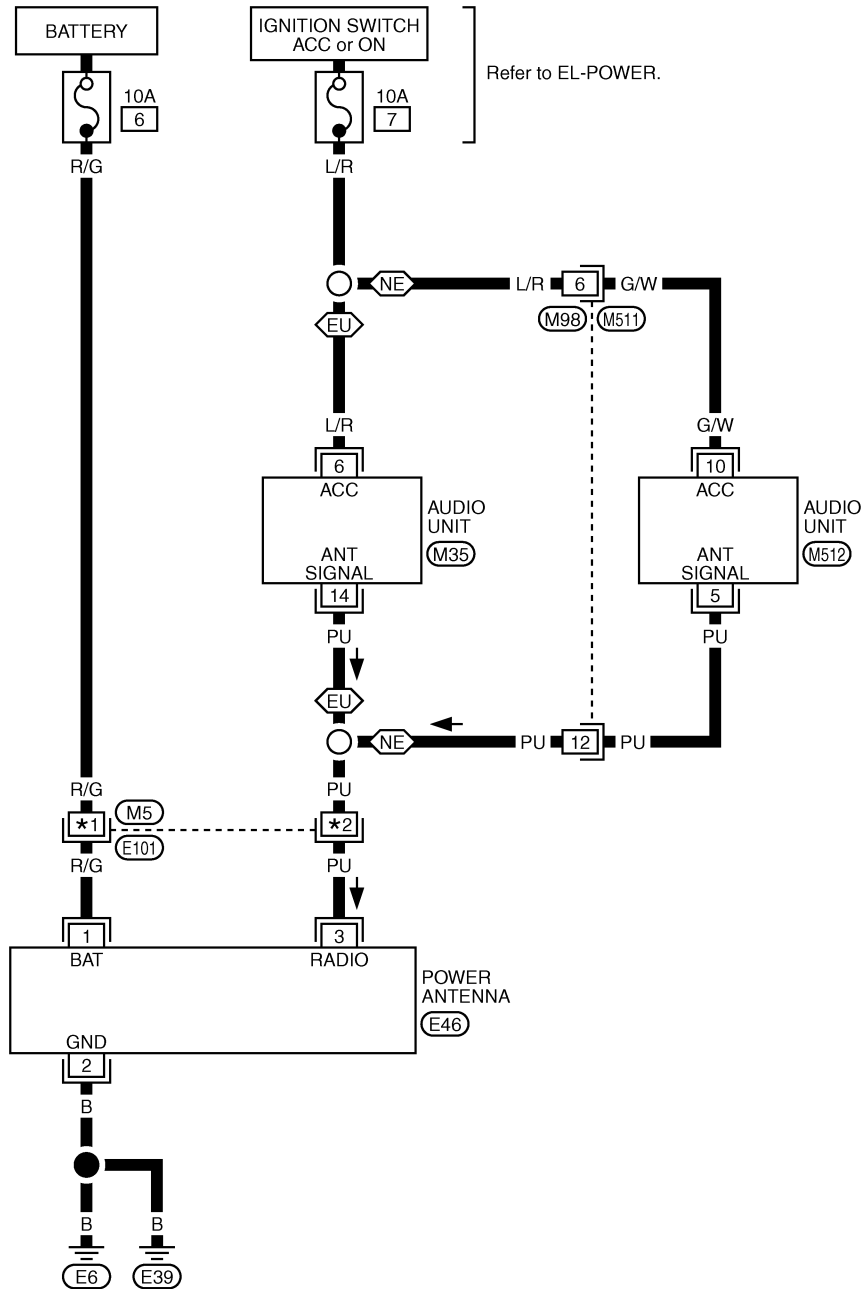 BATTERY
IGNITION SWITCH
ACC or ON
Refer to EL-POWER.
10A
6
10A
7
R/G
L/R
NE
L/R
6
G/W
EU
M98
M511
L/R
G/W
6
ACC
10
ACC
AUDIO
UNIT
M35
AUDIO
UNIT
M512
ANT
SIGNAL
14
ANT
SIGNAL
5
PU
PU
EU
NE
PU
12
PU
R/G
PU
★1
M5
E101
★2
R/G
PU
1
BAT
3
RADIO
POWER
ANTENNA
E46
GND
2
B
B
B
E6
E39